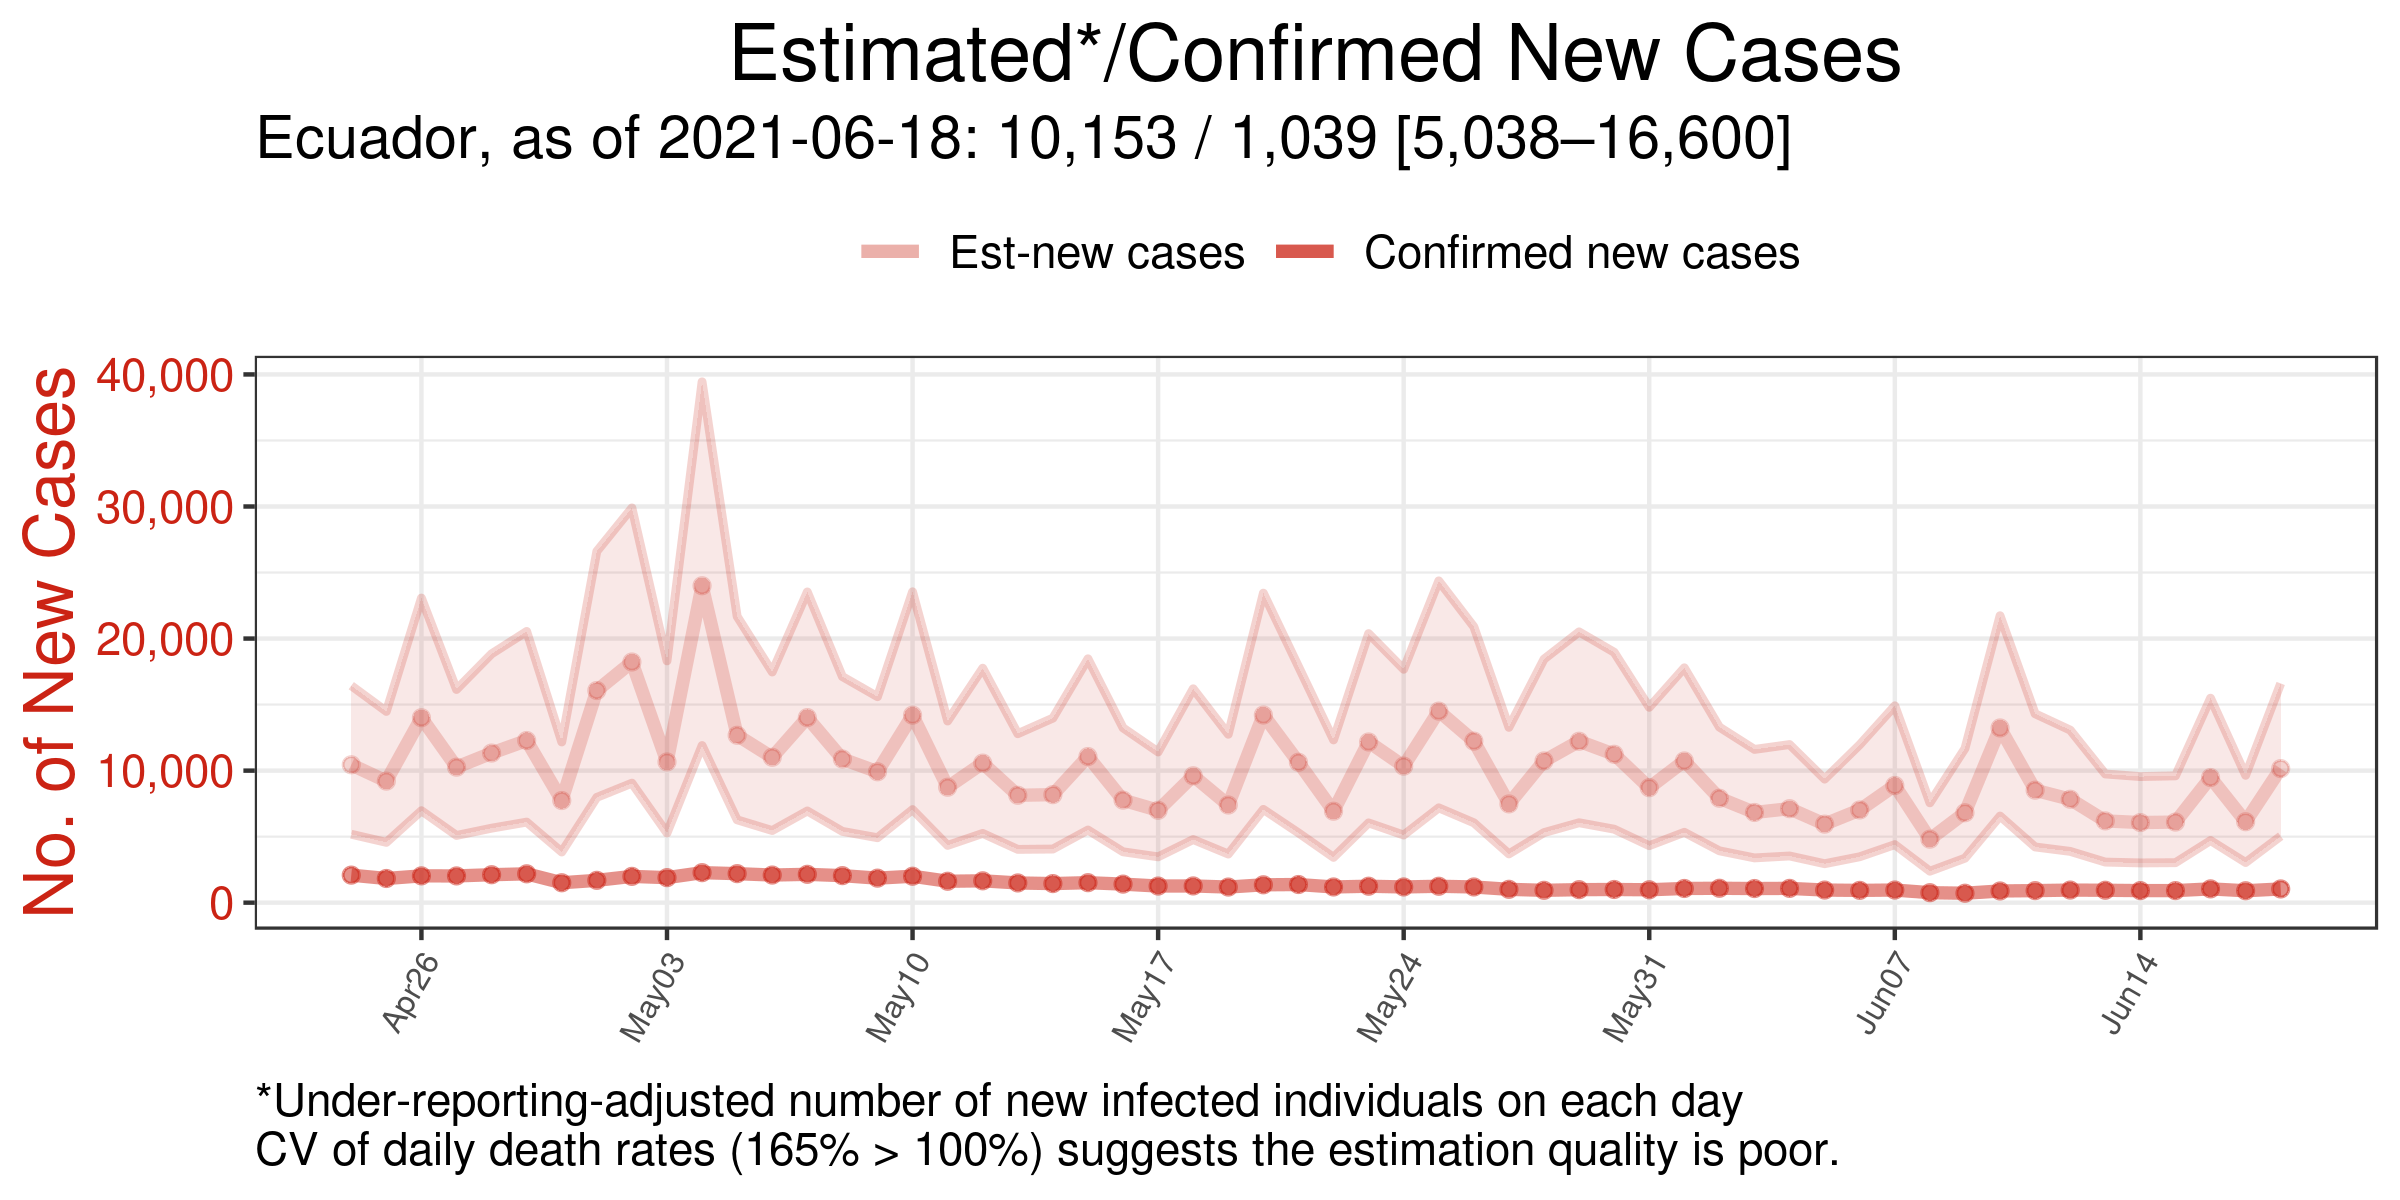 Estimated*/Confirmed New Cases
Ecuador, as of 2021-06-18: 10,153 / 1,039 [5,038–16,600]
Est-new cases
Confirmed new cases
No. of New Cases
40,000
30,000
20,000
10,000
0
Apr26
May03
May10
May17
May24
May31
Jun07
Jun14
*Under-reporting-adjusted number of new infected individuals on each day
CV of daily death rates (165% > 100%) suggests the estimation quality is poor.